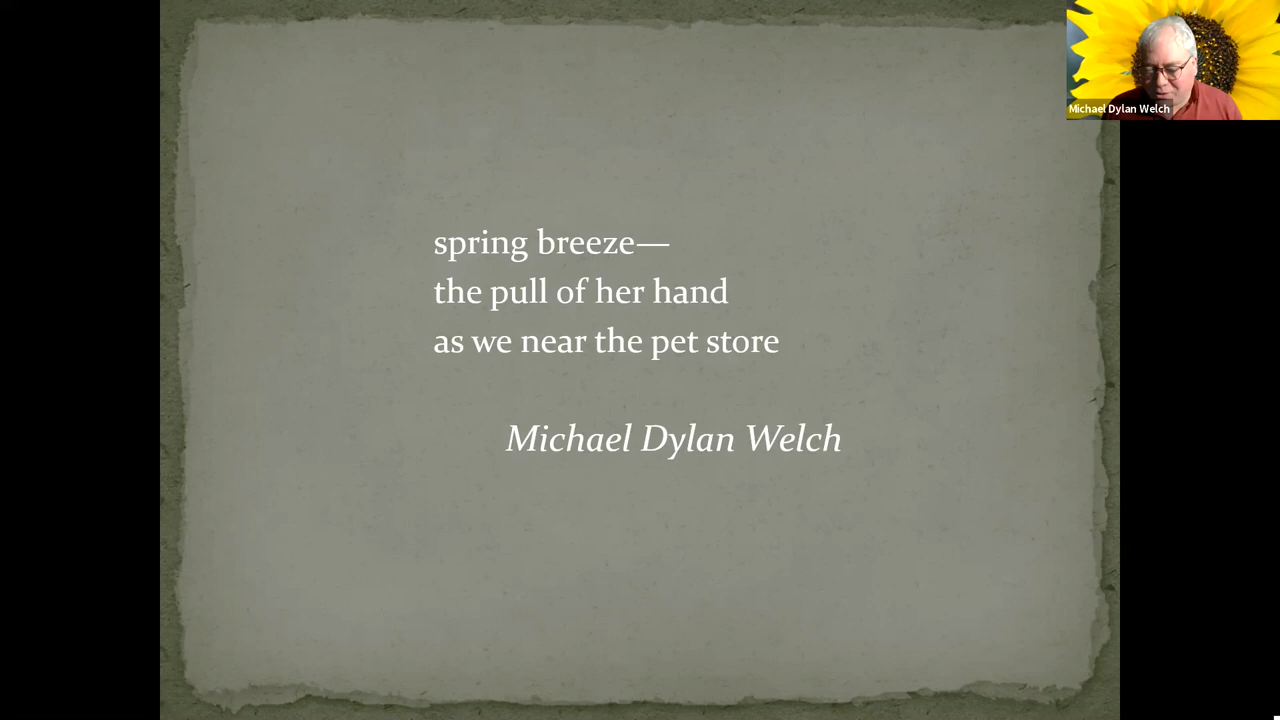 Michael Dylan Welch
spring breeze—
the pull of her hand
as we near the pet store
Michael Dylan Welch